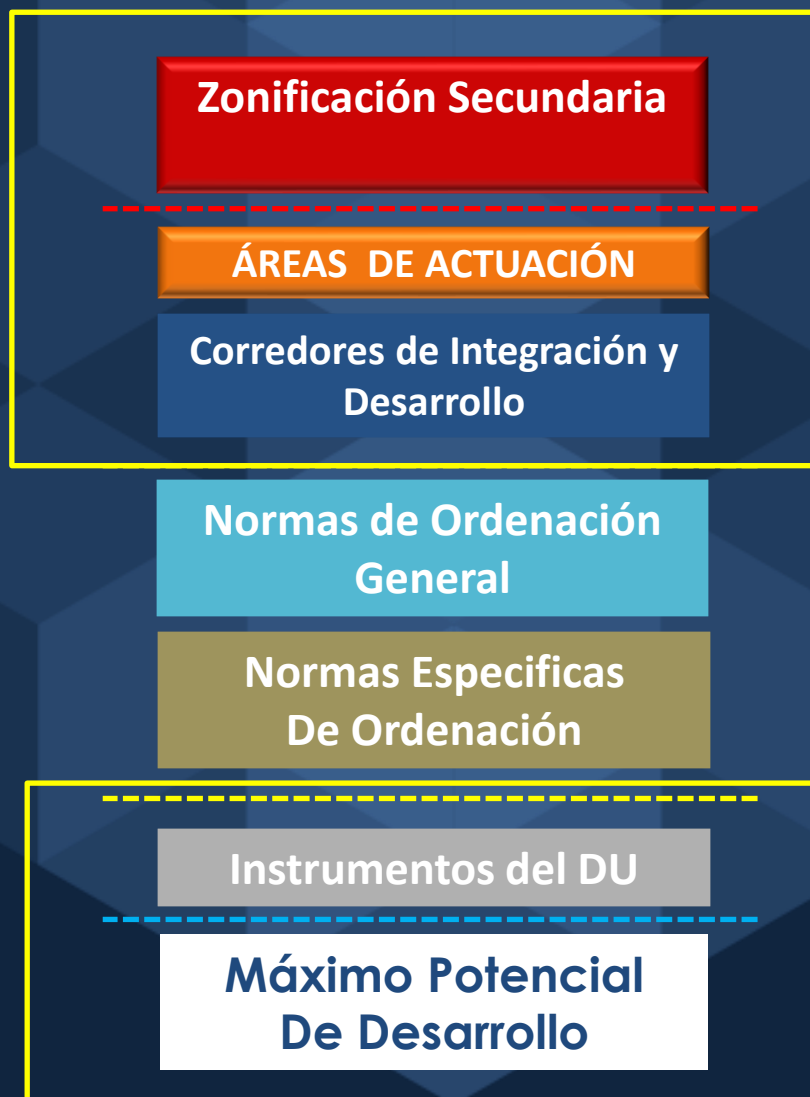 Zonificación Secundaria
ÁREAS DE ACTUACIÓN
Corredores de Integración y
Desarrollo
Normas de Ordenación
General
Normas Especificas
De Ordenación
Instrumentos del DU
Máximo Potencial
De Desarrollo